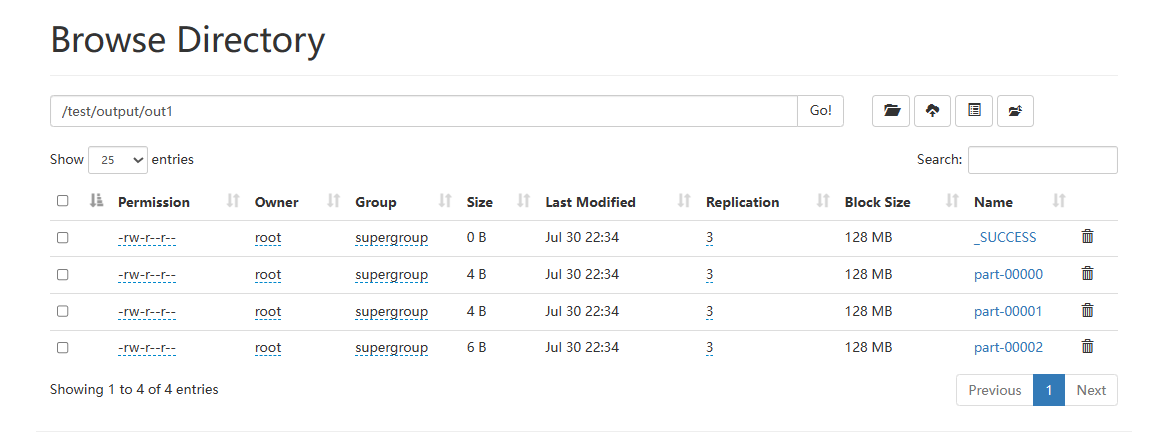 Browse Directory
/test/output/out1 Go!
Show 25 entries Search:
Permission Owner Group Size Last Modified Replication Block Size Name
-rw-r--r-- root supergroup 0 B Jul 30 22:34 3 128 MB _SUCCESS
-rw-r--r-- root supergroup 4 B Jul 30 22:34 3 128 MB part-00000
-rw-r--r-- root supergroup 4 B Jul 30 22:34 3 128 MB part-00001
-rw-r--r-- root supergroup 6 B Jul 30 22:34 3 128 MB part-00002
Showing 1 to 4 of 4 entries Previous 1 Next